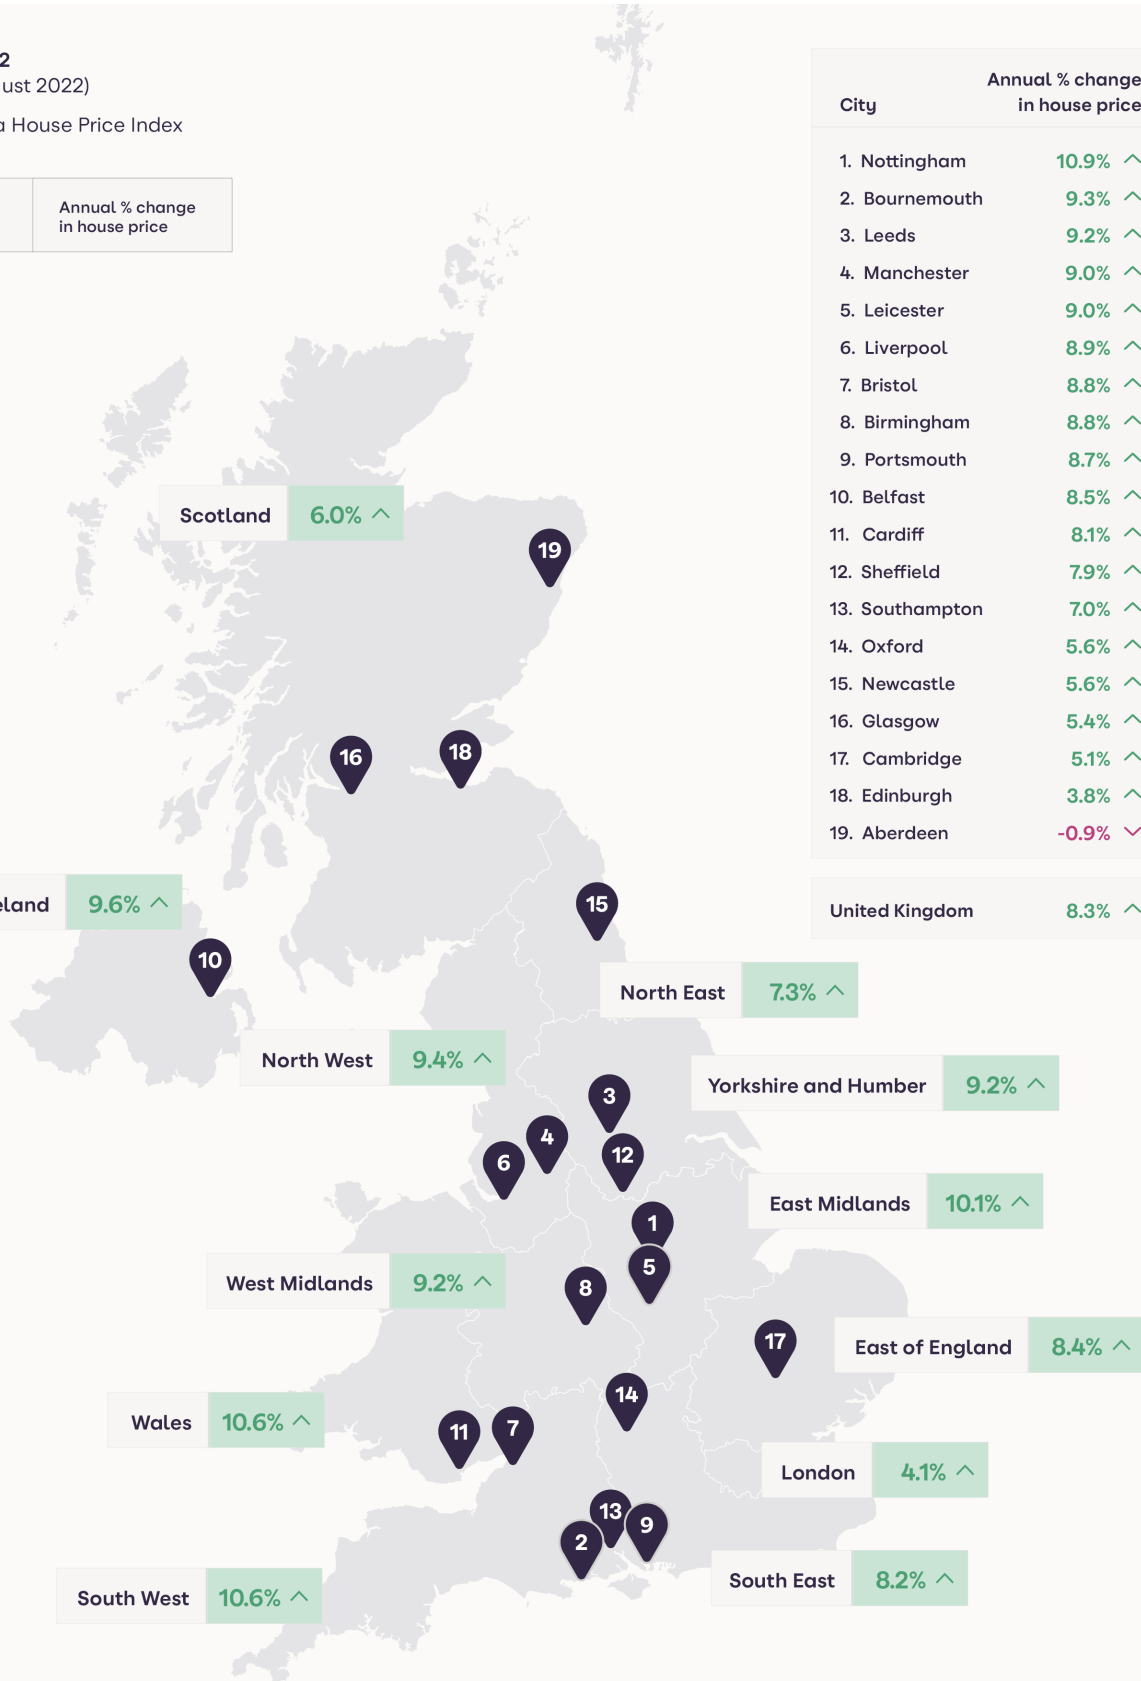 2
ust 2022)
a House Price Index
Annual % change
in house price
City
Annual % change
in house price
1. Nottingham 10.9%
2. Bournemouth 9.3%
3. Leeds 9.2%
4. Manchester 9.0%
5. Leicester 9.0%
6. Liverpool 8.9%
7. Bristol 8.8%
8. Birmingham 8.8%
9. Portsmouth 8.7%
10. Belfast 8.5%
11. Cardiff 8.1%
12. Sheffield 7.9%
13. Southampton 7.0%
14. Oxford 5.6%
15. Newcastle 5.6%
16. Glasgow 5.4%
17. Cambridge 5.1%
18. Edinburgh 3.8%
19. Aberdeen -0.9%
United Kingdom 8.3%
Scotland 6.0%
19
16
18
eland 9.6%
15
10
North East 7.3%
North West 9.4%
Yorkshire and Humber 9.2%
3
4
12
6
East Midlands 10.1%
1
5
West Midlands 9.2%
8
17
East of England 8.4%
14
Wales 10.6%
11
7
London 4.1%
13
9
2
South East 8.2%
South West 10.6%